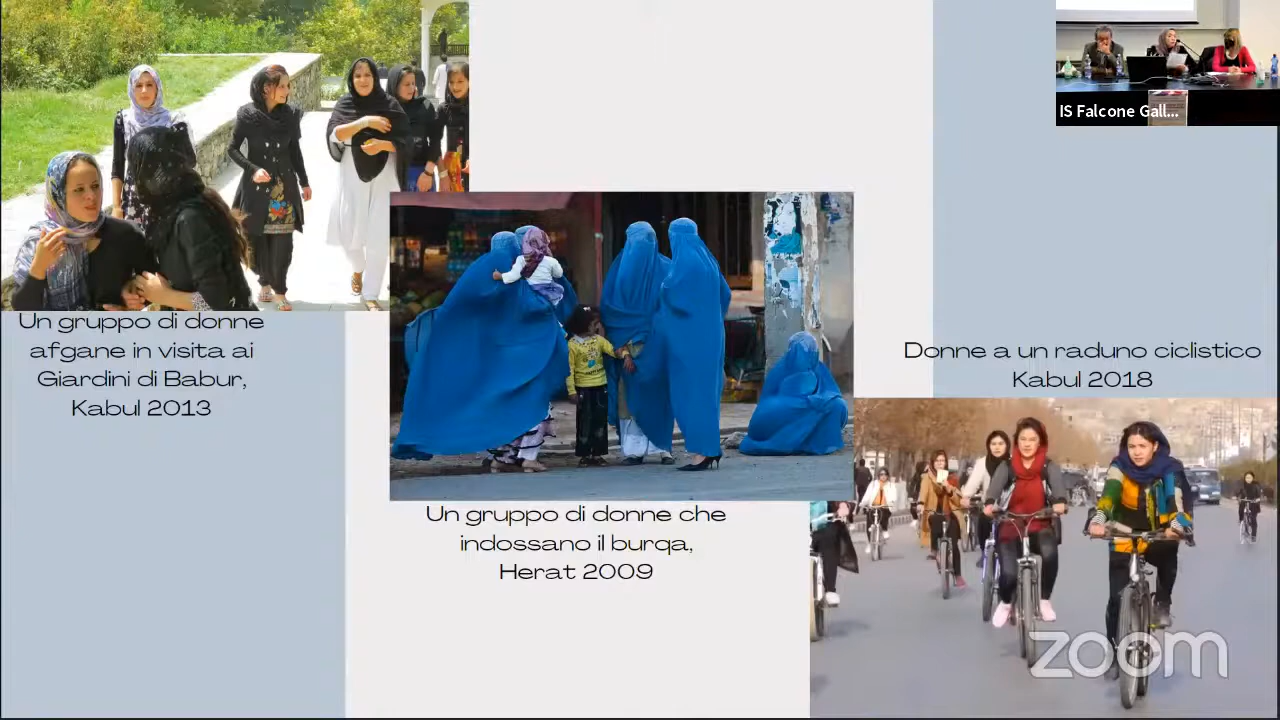 IS Falcone Gall...
Un gruppo di donne
afgane in visita ai
Giardini di Babur,
Kabul 2013
Donne a un raduno ciclistico
Kabul 2018
Un gruppo di donne che
indossano il burqa,
Herat 2009
zoom